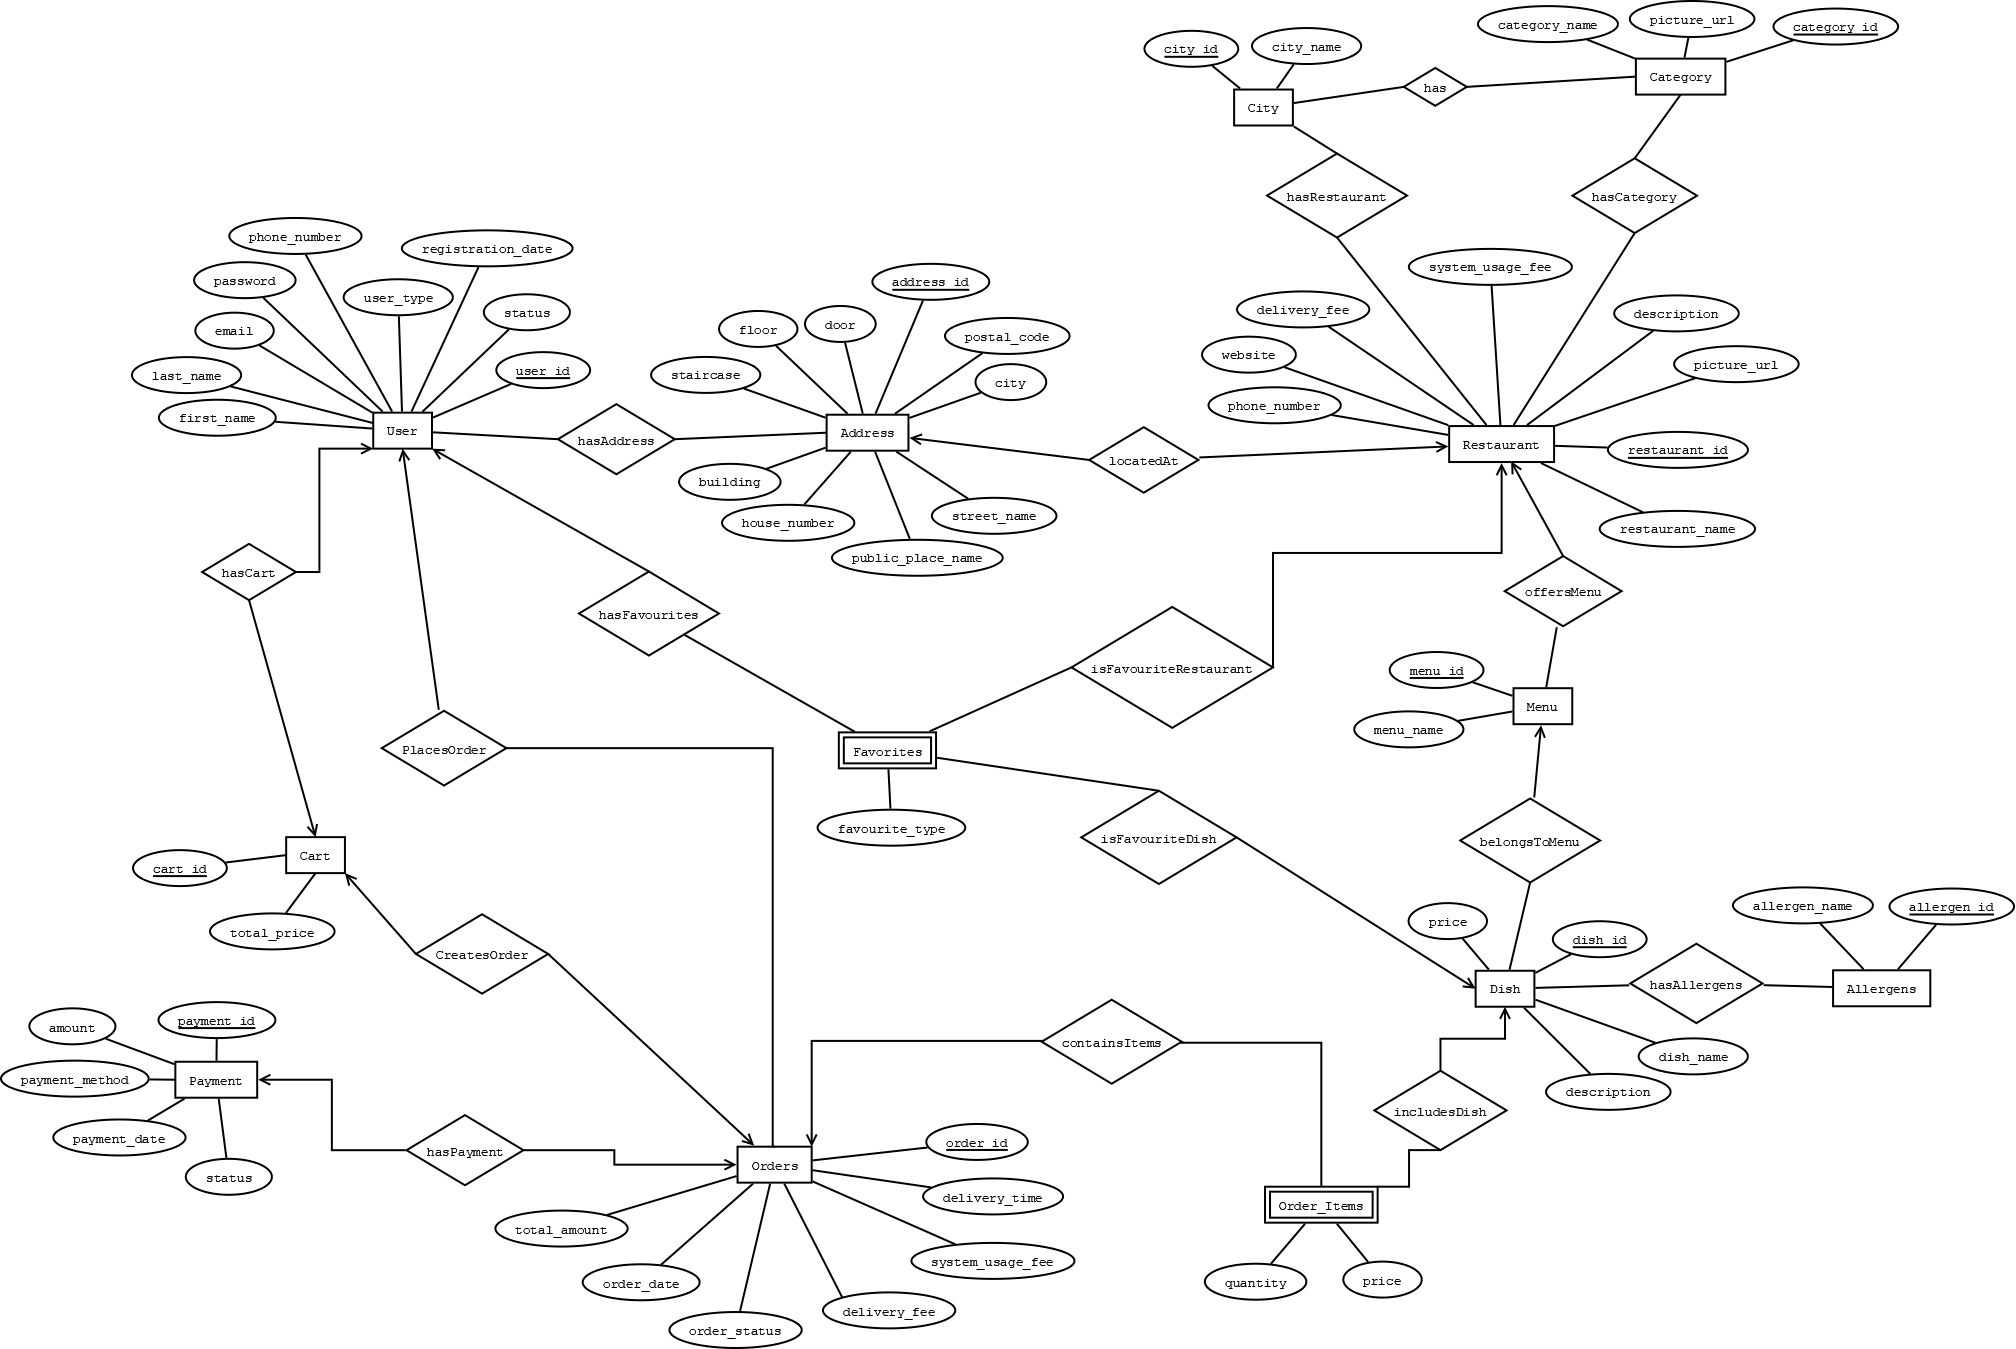 picture_url
category_name
category_id
city_id
city_name
Category
has
City
hasRestaurant
hasCategory
phone_number
registration_date
system_usage_fee
password
user_type
address_id
delivery_fee
description
status
email
floor
door
postal_code
website
picture_url
last_name
user_id
staircase
city
phone_number
first_name
User
hasAddress
Address
locatedAt
Restaurant
restaurant_id
building
house_number
street_name
restaurant_name
public_place_name
hasCart
offersMenu
hasFavourites
isFavouriteRestaurant
menu_id
Menu
menu_name
PlacesOrder
Favorites
favourite_type
isFavouriteDish
belongsToMenu
Cart
cart_id
total_price
price
dish_id
allergen_name
allergen_id
CreatesOrder
Dish
hasAllergens
Allergens
payment_id
amount
containsItems
dish_name
Payment
payment_method
description
includesDish
payment_date
hasPayment
status
Orders
order_id
delivery_time
Order_Items
total_amount
system_usage_fee
order_date
quantity
price
delivery_fee
order_status